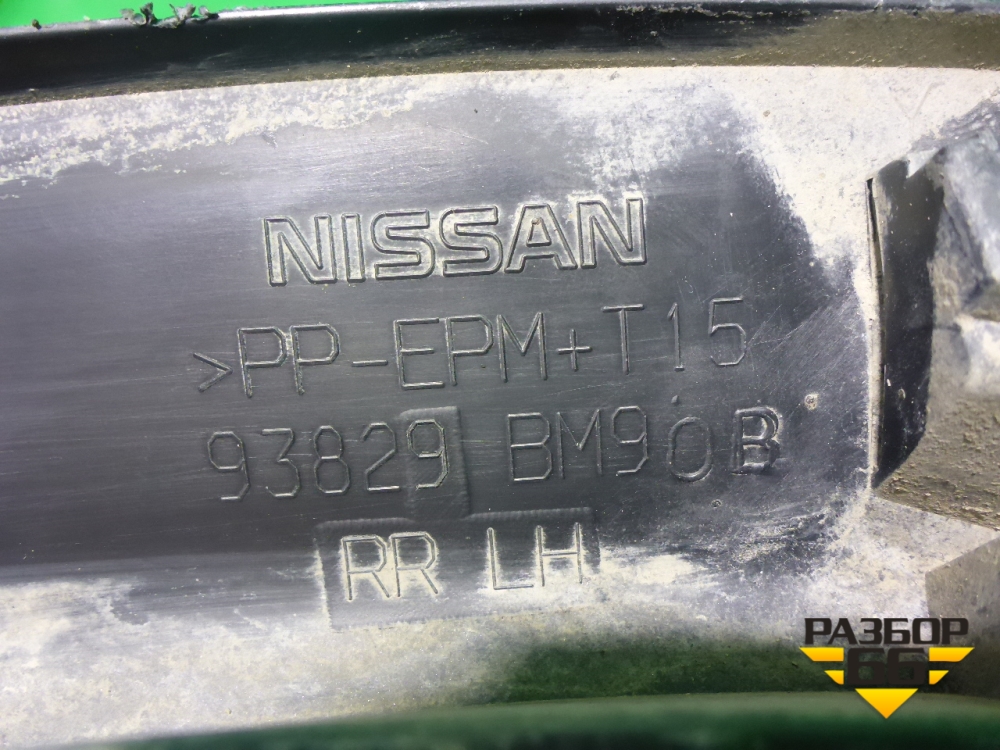 NISSAN
>PP-EPM+T15
93829 BM90B
RR LH
РАЗБОР
66